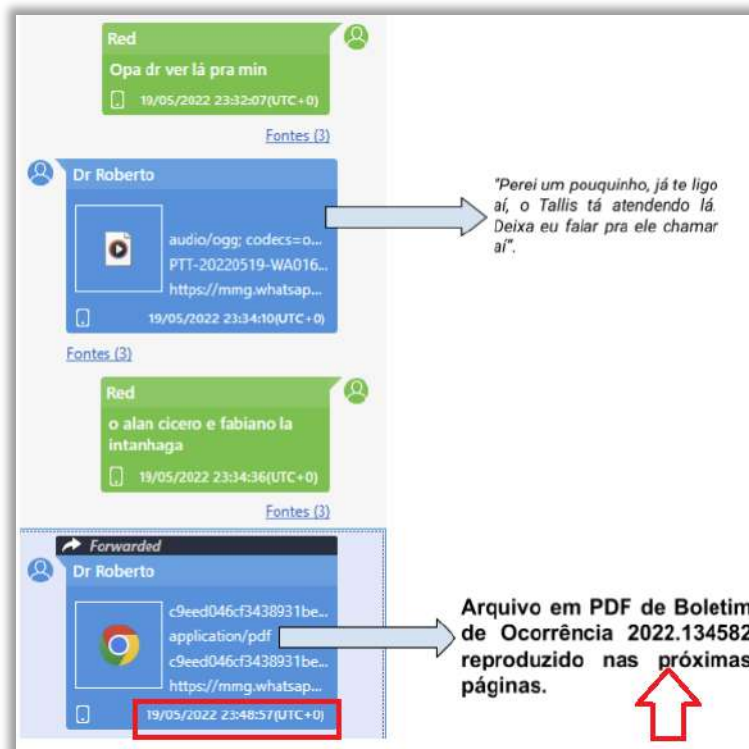 Red
Opa dr ver lá pra min
19/05/2022 23:32:07(UTC+0)
Fontes (3)
Dr Roberto
audio/ogg; codecs=o...
PTT-20220519-WA016...
https://mmg.whatsap...
19/05/2022 23:34:10(UTC+0)
"Perei um pouquinho, já te ligo
aí, o Tallis tá atendendo lá.
Deixa eu falar pra ele chamar
aí".
Fontes (3)
Red
o alan cicero e fabiano la
intanhaga
19/05/2022 23:34:36(UTC+0)
Fontes (3)
Forwarded
Dr Roberto
c9eed046cf3438931be...
application/pdf
c9eed046cf3438931be...
https://mmg.whatsap...
19/05/2022 23:48:57(UTC+0)
Arquivo em PDF de Boletim
de Ocorrência 2022.134582
reproduzido nas próximas
páginas.